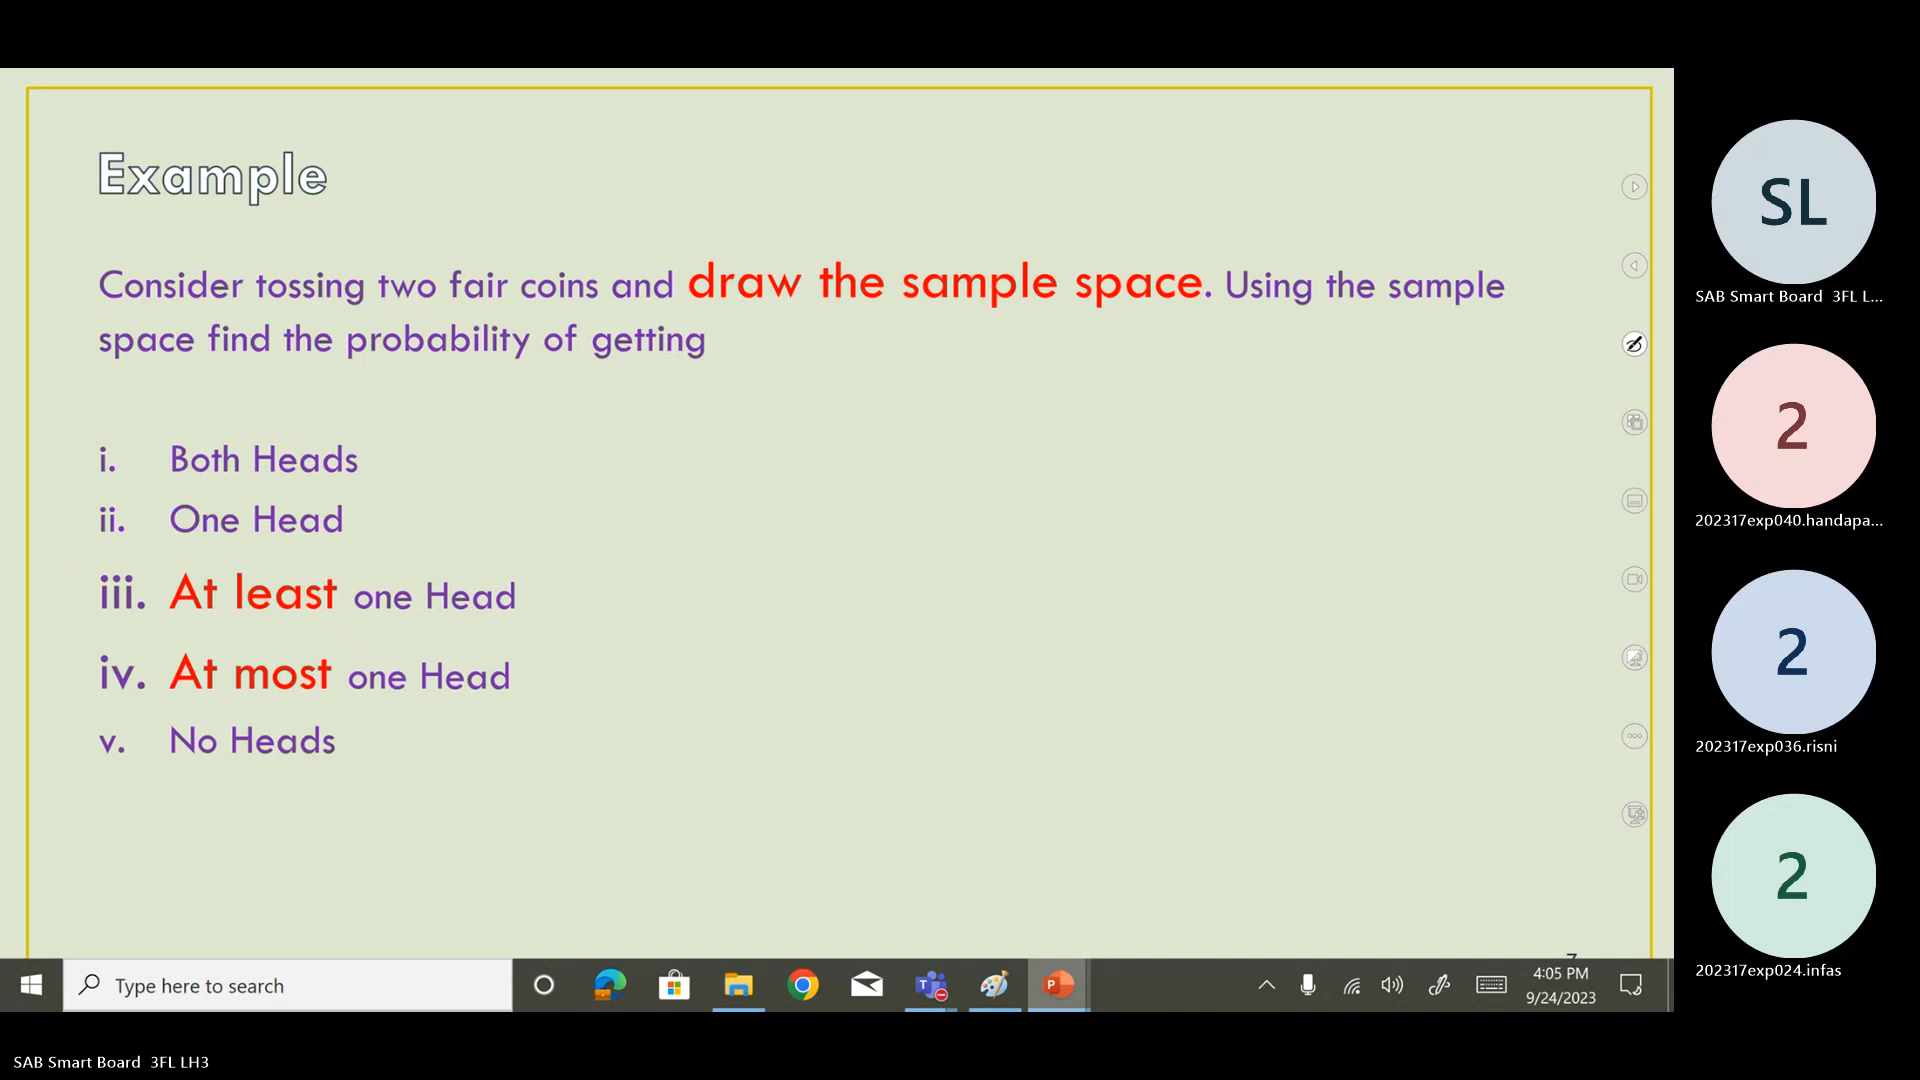 Example
Consider tossing two fair coins and draw the sample space. Using the sample
space find the probability of getting
i. Both Heads
ii. One Head
iii. At least one Head
iv. At most one Head
v. No Heads
SL
SAB Smart Board 3FL L...
2
202317exp040.handapa...
2
202317exp036.risni
2
202317exp024.infas
Type here to search
4:05 PM
9/24/2023
SAB Smart Board 3FL LH3